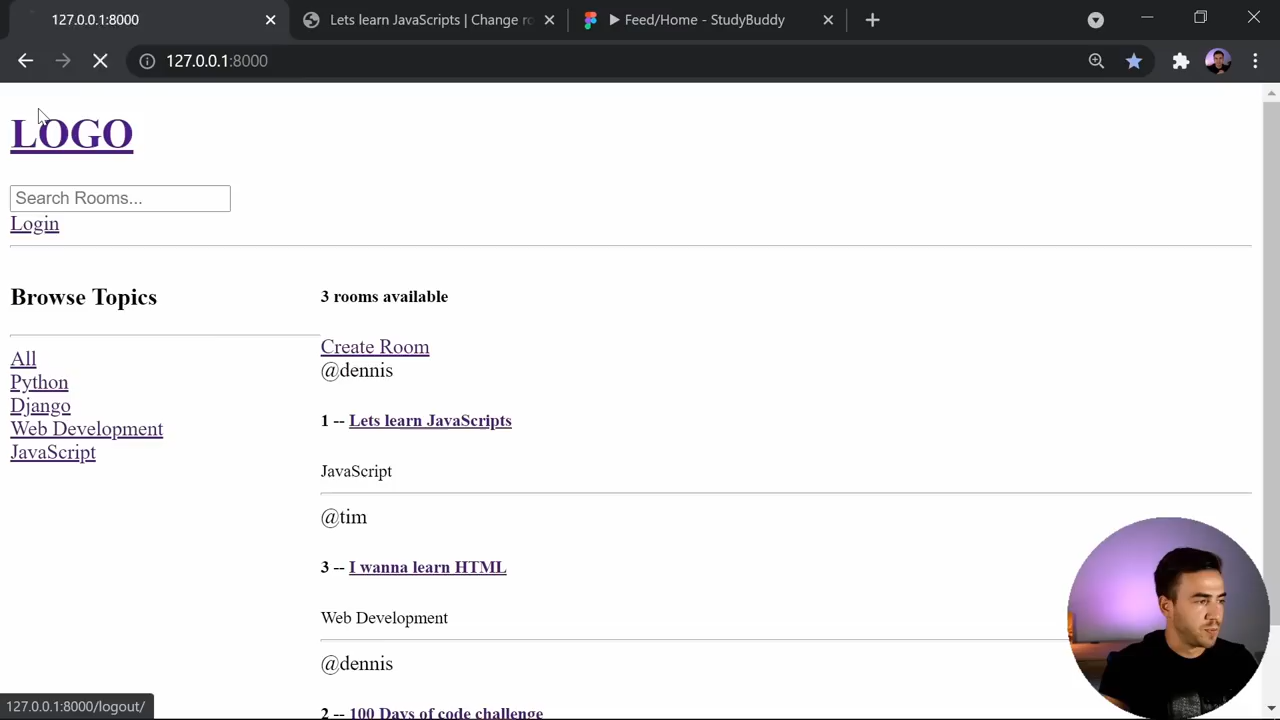 127.0.0.1:8000
Lets learn JavaScripts | Change ro
Feed/Home - StudyBuddy
127.0.0.1:8000
LOGO
Search Rooms...
Login
Browse Topics
All
Python
Django
Web Development
JavaScript
3 rooms available
Create Room
@dennis
1 -- Lets learn JavaScripts
JavaScript
@tim
3 -- I wanna learn HTML
Web Development
@dennis
2 -- 100 Days of code challenge
127.0.0.1:8000/logout/